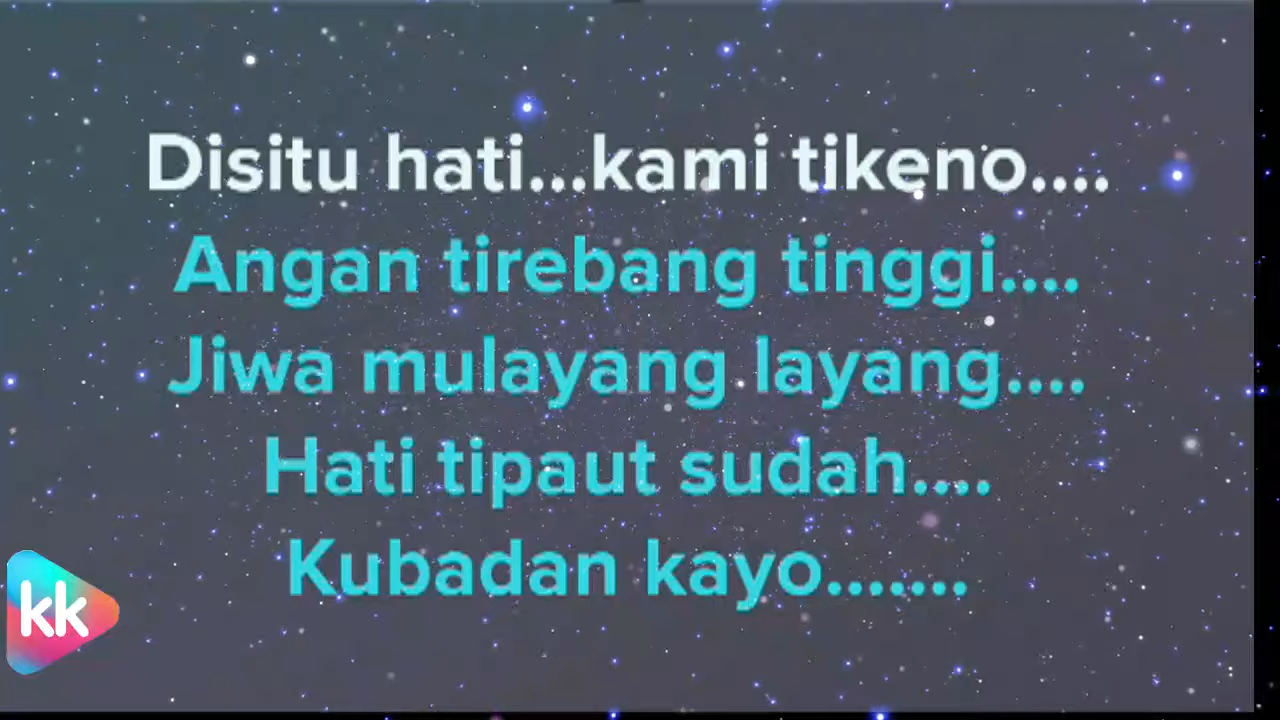 Disitu hati...kami tikeno....
Angan tirebang tinggi....
Jiwa mulayang layang....
Hati tipaut sudah....
Kubadan kayo.......
kk